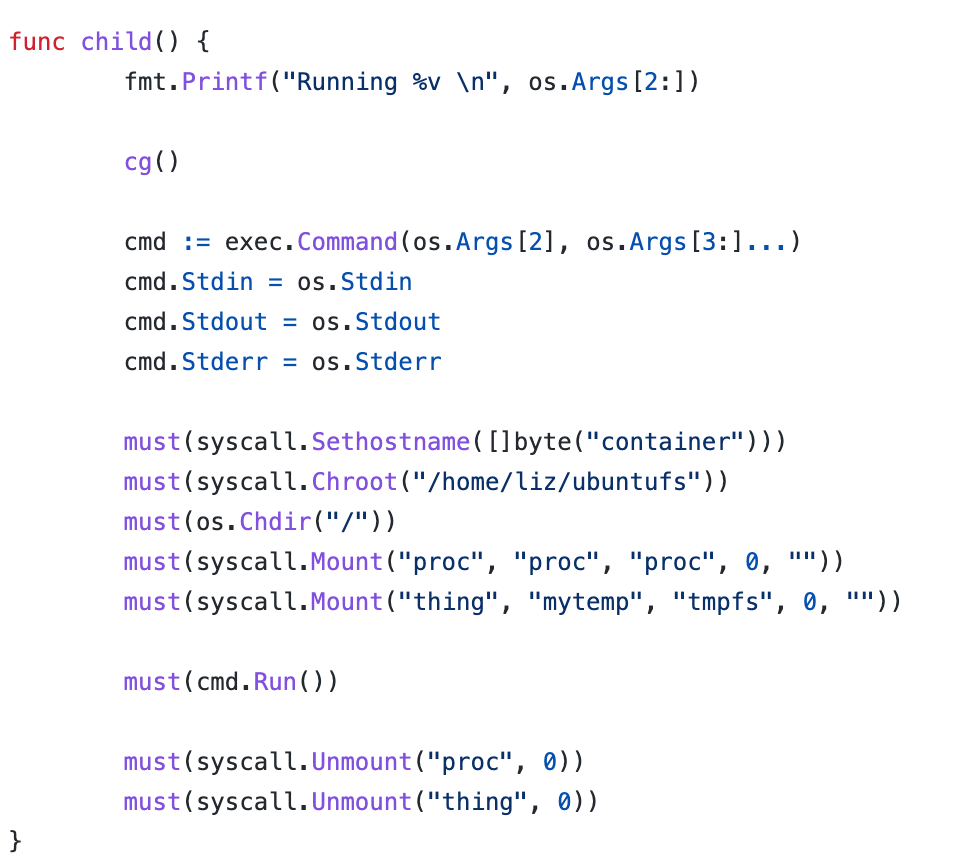 func child() {
	fmt.Printf("Running %v \n", os.Args[2:])

	cg()

	cmd := exec.Command(os.Args[2], os.Args[3:]...)
	cmd.Stdin = os.Stdin
	cmd.Stdout = os.Stdout
	cmd.Stderr = os.Stderr

	must(syscall.Sethostname([]byte("container")))
	must(syscall.Chroot("/home/liz/ubuntufs"))
	must(os.Chdir("/"))
	must(syscall.Mount("proc", "proc", "proc", 0, ""))
	must(syscall.Mount("thing", "mytemp", "tmpfs", 0, ""))

	must(cmd.Run())

	must(syscall.Unmount("proc", 0))
	must(syscall.Unmount("thing", 0))
}